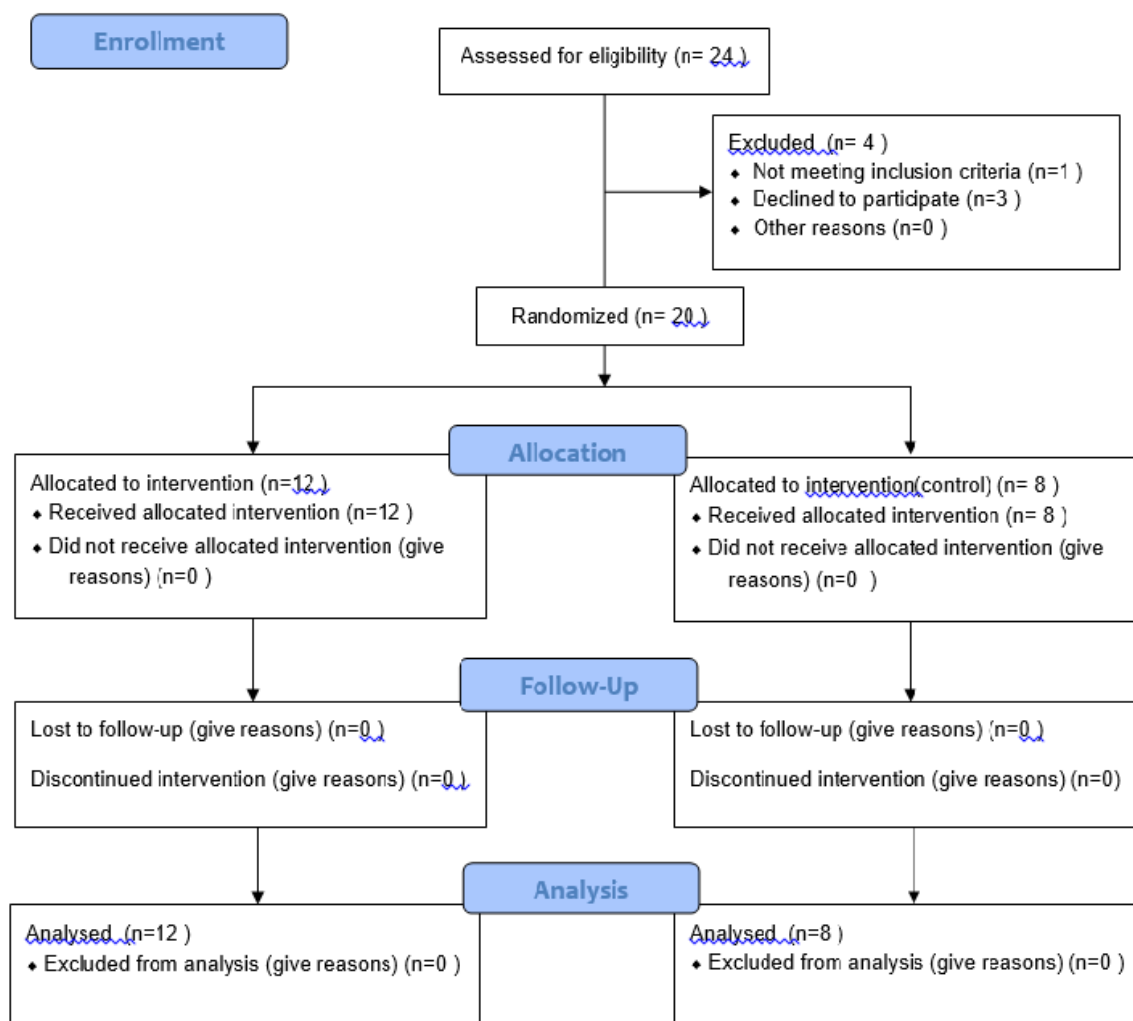 Enrollment
Assessed for eligibility (n= 24 )
Excluded (n= 4 )
⬥ Not meeting inclusion criteria (n=1 )
⬥ Declined to participate (n=3 )
⬥ Other reasons (n=0 )
Randomized (n= 20 )
Allocation
Allocated to intervention (n=12 )
⬥ Received allocated intervention (n=12 )
⬥ Did not receive allocated intervention (give
reasons) (n=0 )
Allocated to intervention(control) (n= 8 )
⬥ Received allocated intervention (n= 8 )
⬥ Did not receive allocated intervention (give
reasons) (n=0 )
Follow-Up
Lost to follow-up (give reasons) (n=0 )
Discontinued intervention (give reasons) (n=0 )
Lost to follow-up (give reasons) (n=0 )
Discontinued intervention (give reasons) (n=0)
Analysis
Analysed (n=12 )
⬥ Excluded from analysis (give reasons) (n=0 )
Analysed (n=8 )
⬥ Excluded from analysis (give reasons) (n=0 )